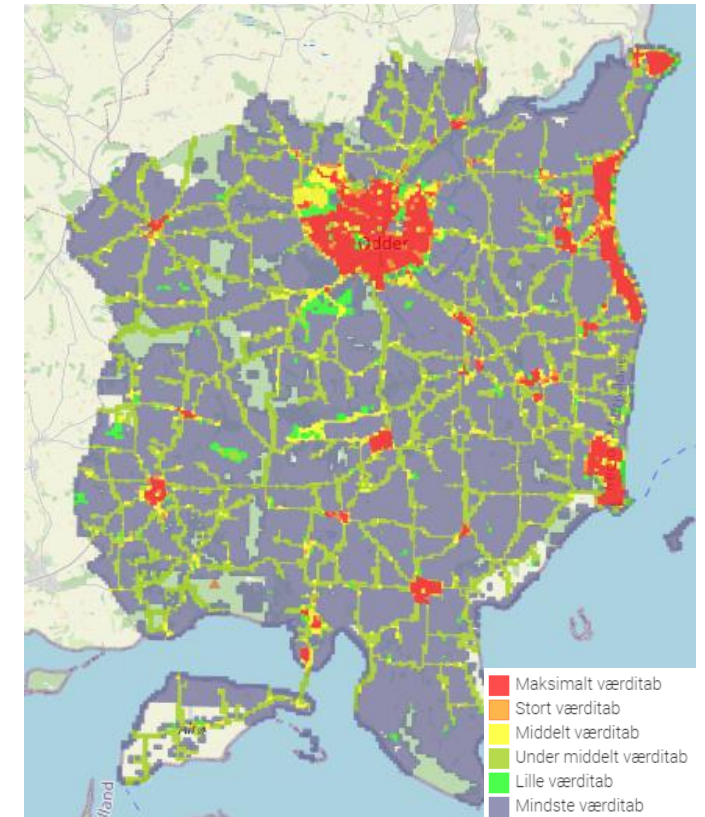 Odder
Maksimalt værditab
Stort værditab
Middelt værditab
Under middelt værditab
Lille værditab
Mindste værditab